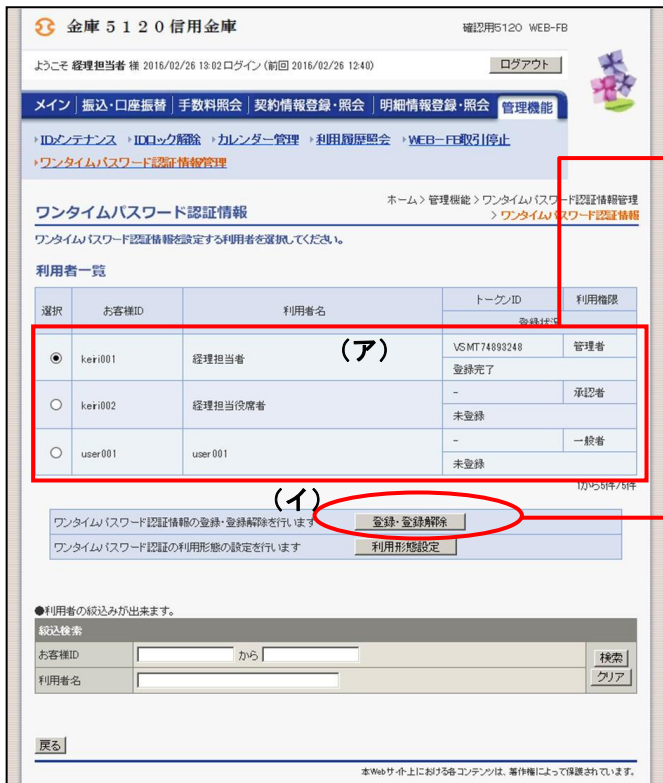 金庫５１２０信用金庫
確認用5120 WEB-FB
ようこそ 経理担当者 様 2016/02/26 13:02 ログイン (前回 2016/02/26 12:40)
ログアウト
メイン 振込・口座振替 手数料照会 契約情報登録・照会 明細情報登録・照会 管理機能
IDメンテナンス IDロック解除 カレンダー管理 利用履歴照会 WEB－FB取引停止
ワンタイムパスワード認証情報管理
ホーム > 管理機能 > ワンタイムパスワード認証情報管理
ワンタイムパスワード認証情報
> ワンタイムパスワード認証情報
ワンタイムパスワード認証情報を設定する利用者を選択してください。
利用者一覧
選択 お客様ID 利用者名 トークンID 利用権限
登録状況
(ア)
keiri001 経理担当者 VSMT74893248 管理者
登録完了
keiri002 経理担当役席者 - 承認者
未登録
user001 user001 - 一般者
未登録
1から5件/5件
(イ)
ワンタイムパスワード認証情報の登録・登録解除を行います 登録・登録解除
ワンタイムパスワード認証の利用形態の設定を行います 利用形態設定
●利用者の絞込みが出来ます。
絞込検索
お客様ID から 検索
利用者名 クリア
戻る
本Webサイト上における各コンテンツは、著作権によって保護されています。